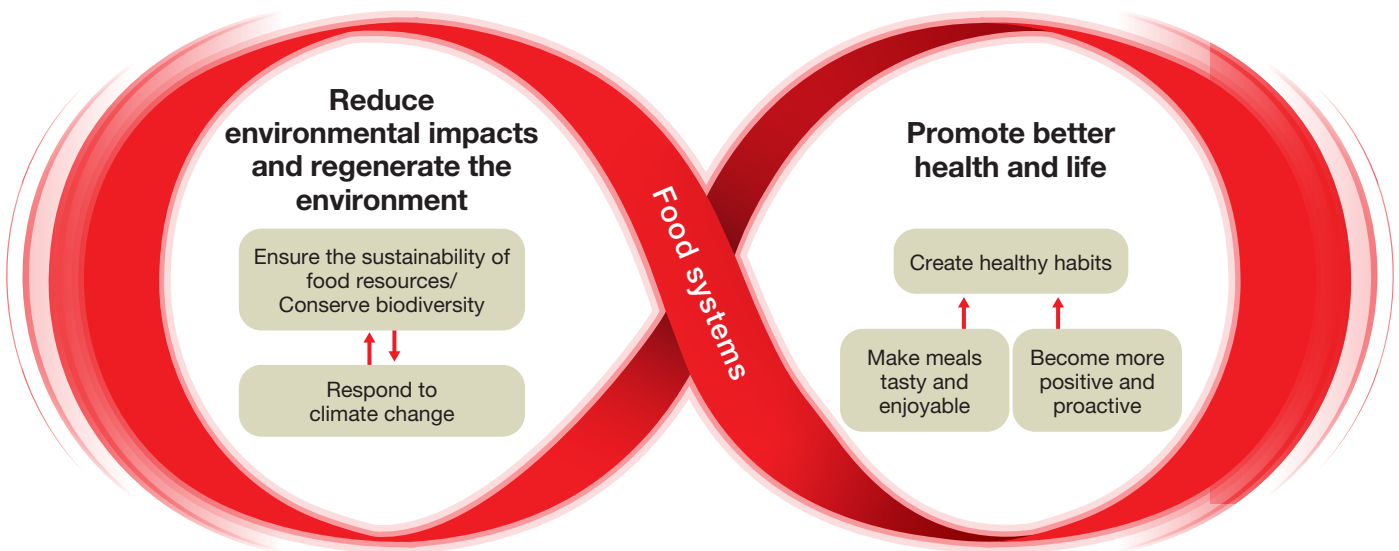 Reduce
environmental impacts
and regenerate the
environment
Ensure the sustainability of
food resources/
Conserve biodiversity
Respond to
climate change
Food systems
Promote better
health and life
Create healthy habits
Make meals
tasty and
enjoyable
Become more
positive and
proactive